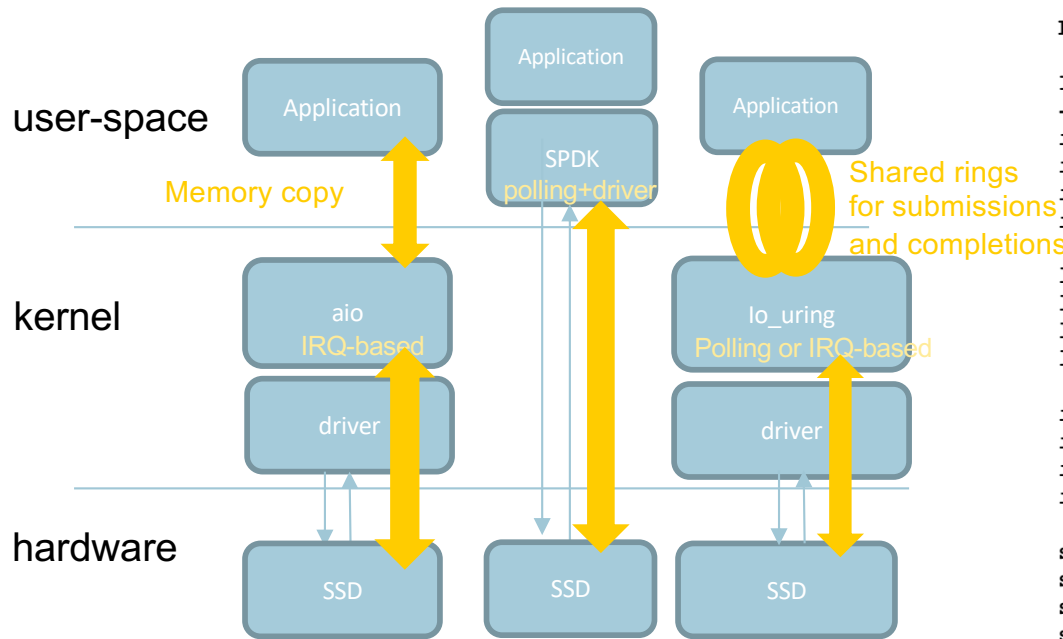 user-space
Application
Application
Application
SPDK
polling+driver
Memory copy
Shared rings
for submissions
and completions
kernel
aio
IRQ-based
Io_uring
Polling or IRQ-based
driver
driver
hardware
SSD
SSD
SSD